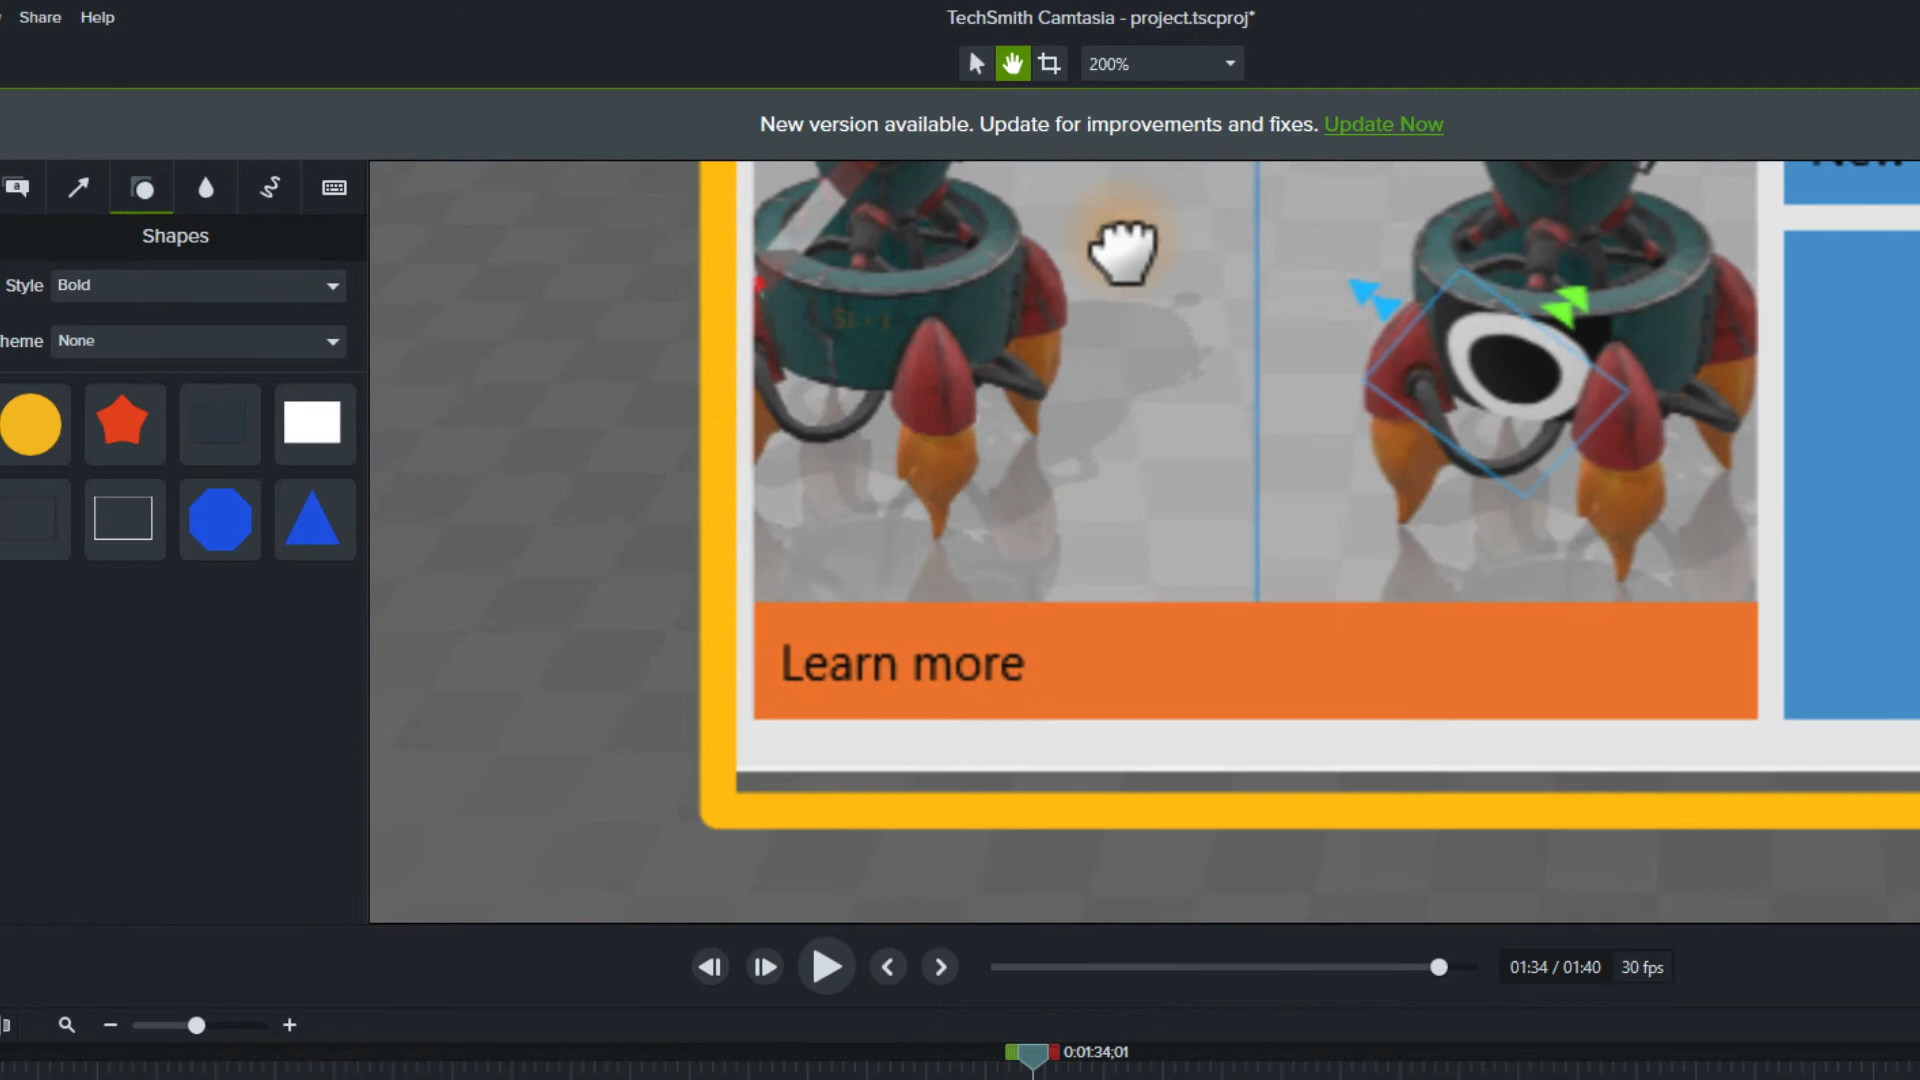 Share Help
TechSmith Camtasia - project.tscproj*
200%
New version available. Update for improvements and fixes. Update Now
a
Shapes
Style Bold
heme None
Learn more
01:34 / 01:40 30 fps
0:01:34;01